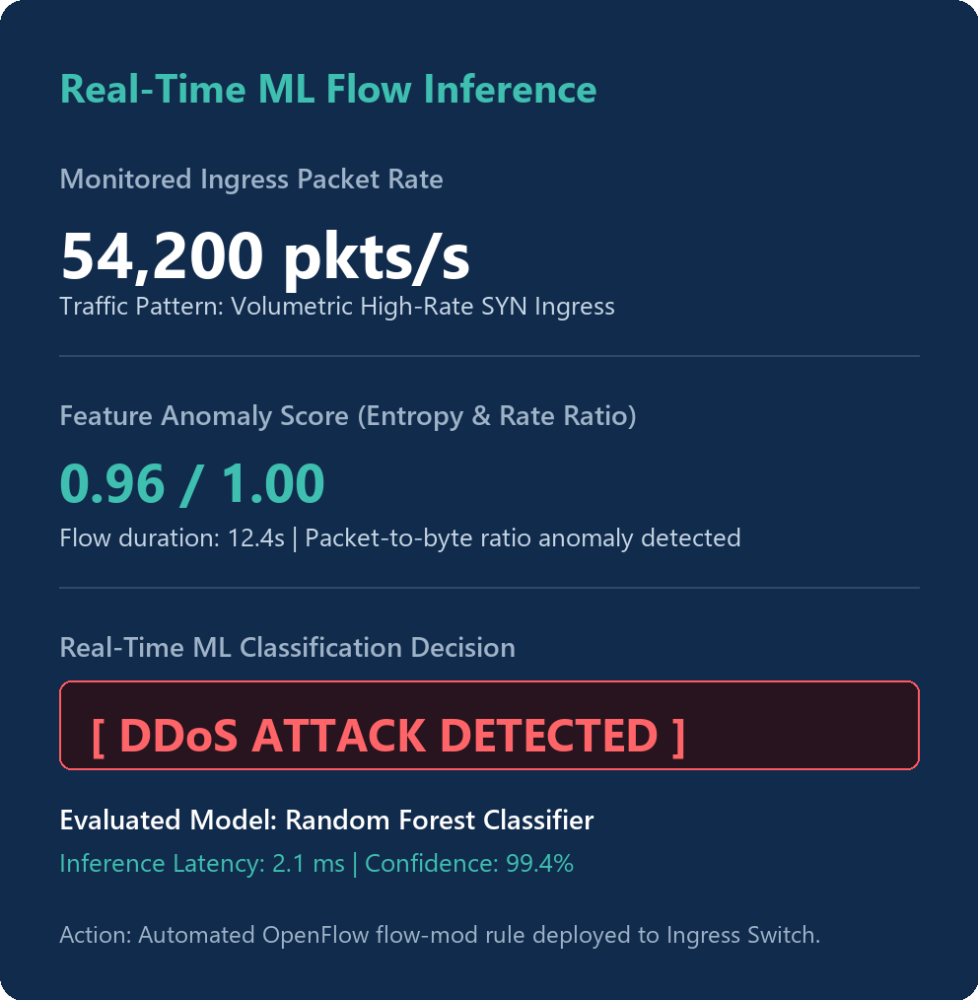 Real-Time ML Flow Inference
Monitored Ingress Packet Rate
54,200 pkts/s
Traffic Pattern: Volumetric High-Rate SYN Ingress
Feature Anomaly Score (Entropy & Rate Ratio)
0.96 / 1.00
Flow duration: 12.4s | Packet-to-byte ratio anomaly detected
Real-Time ML Classification Decision
[ DDoS ATTACK DETECTED ]
Evaluated Model: Random Forest Classifier
Inference Latency: 2.1 ms | Confidence: 99.4%
Action: Automated OpenFlow flow-mod rule deployed to Ingress Switch.